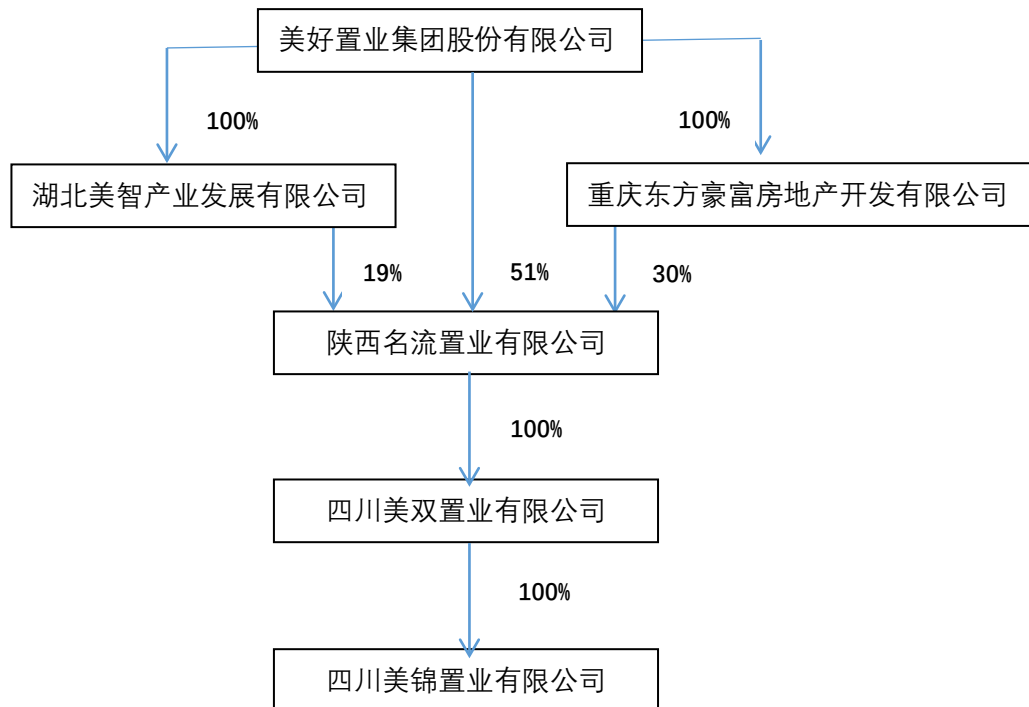 美好置业集团股份有限公司
100%
100%
湖北美智产业发展有限公司
重庆东方豪富房地产开发有限公司
19%
51%
30%
陕西名流置业有限公司
100%
四川美双置业有限公司
100%
四川美锦置业有限公司